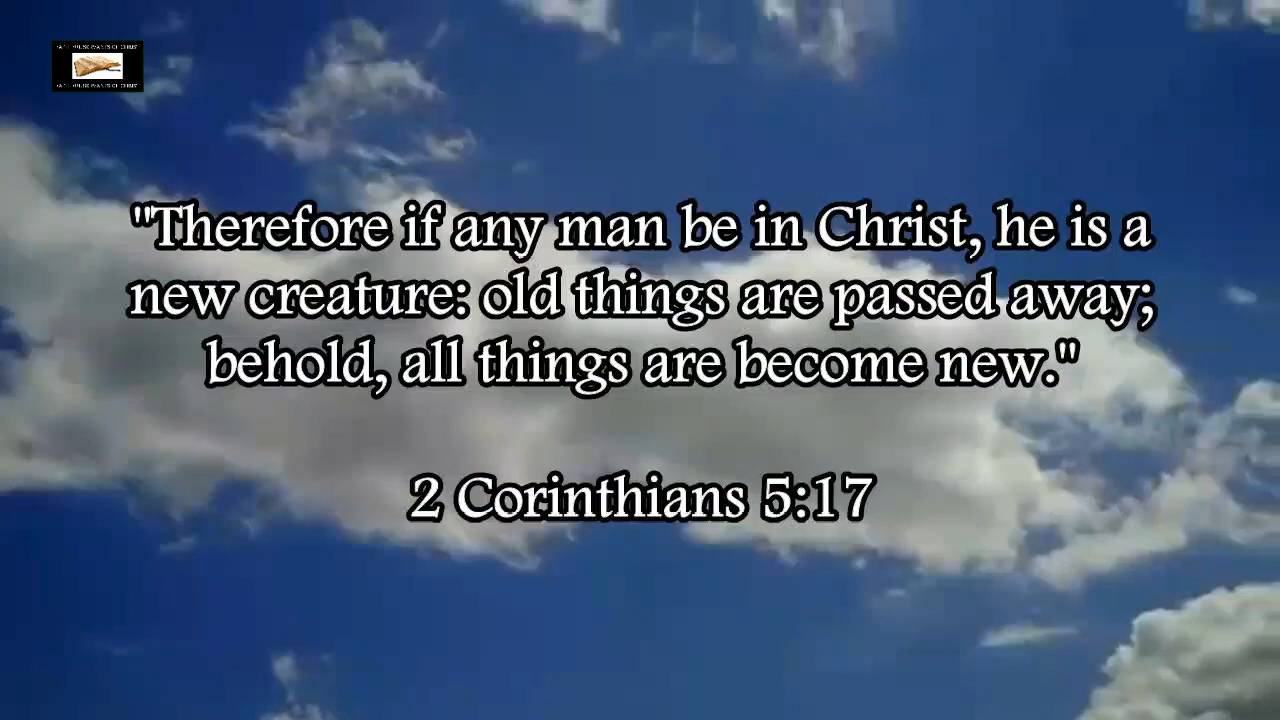 "Therefore if any man be in Christ, he is a
new creature: old things are passed away;
behold, all things are become new."
2 Corinthians 5:17